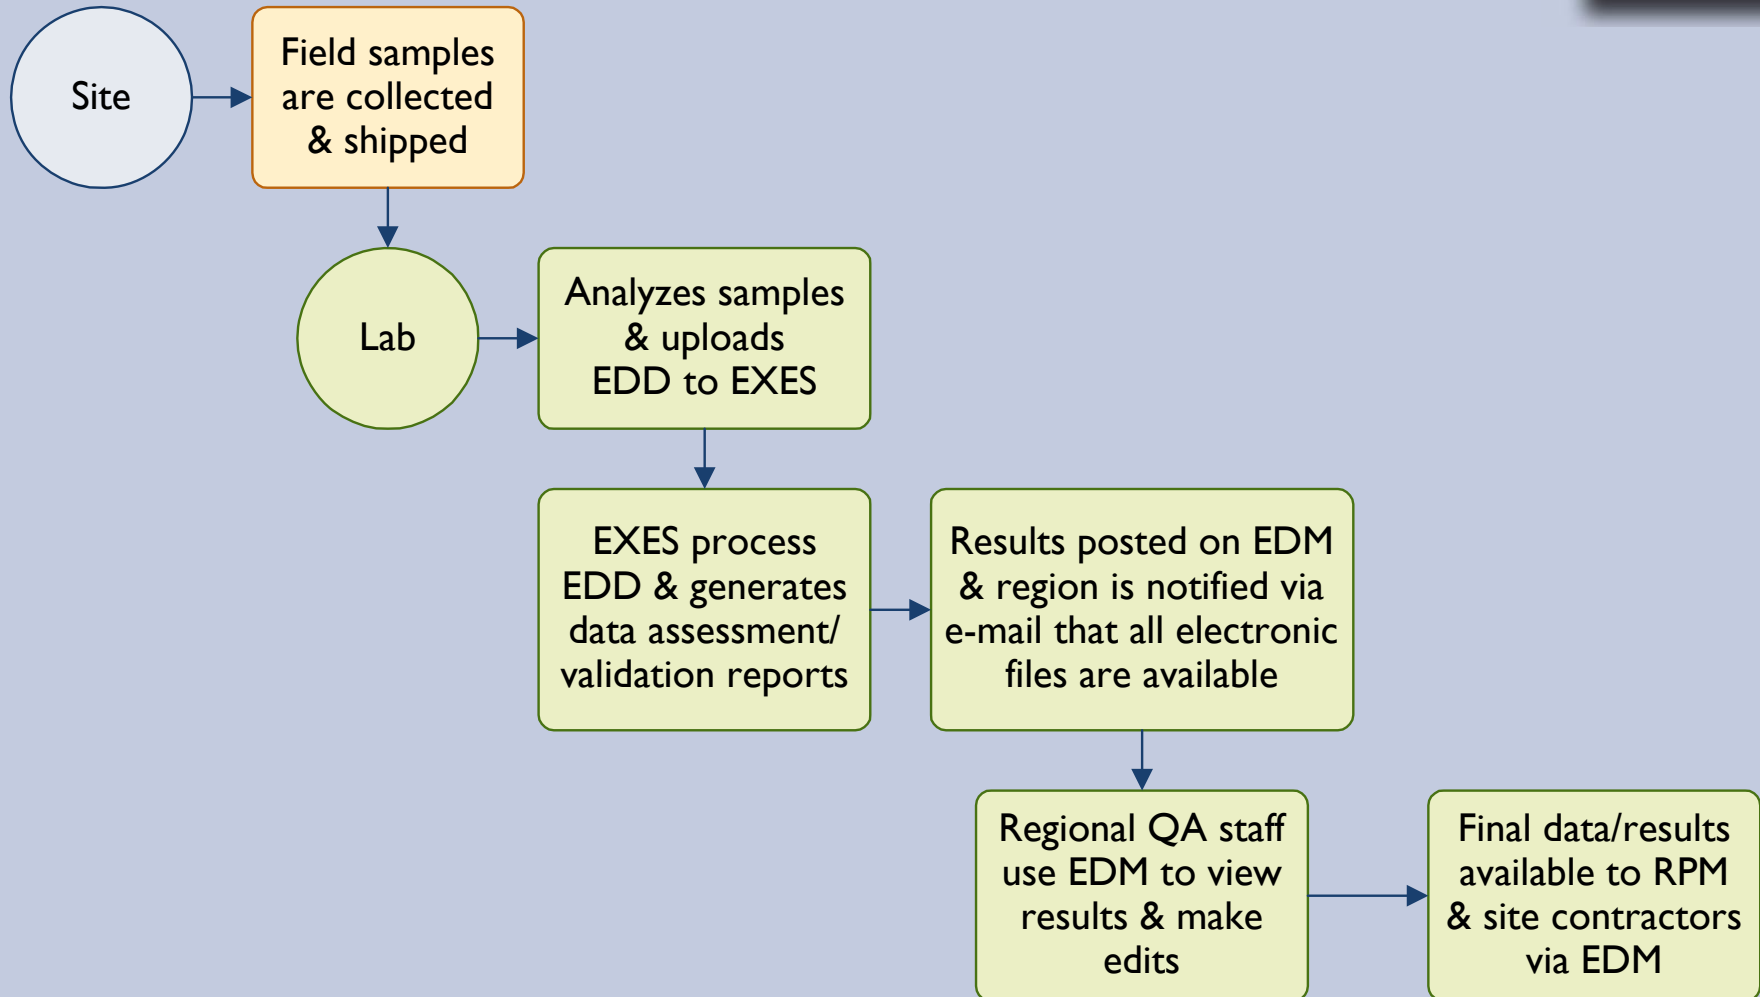 Site
Field samples
are collected
& shipped
Lab
Analyzes samples
& uploads
EDD to EXES
EXES process
EDD & generates
data assessment/
validation reports
Results posted on EDM
& region is notified via
e-mail that all electronic
files are available
Regional QA staff
use EDM to view
results & make
edits
Final data/results
available to RPM
& site contractors
via EDM